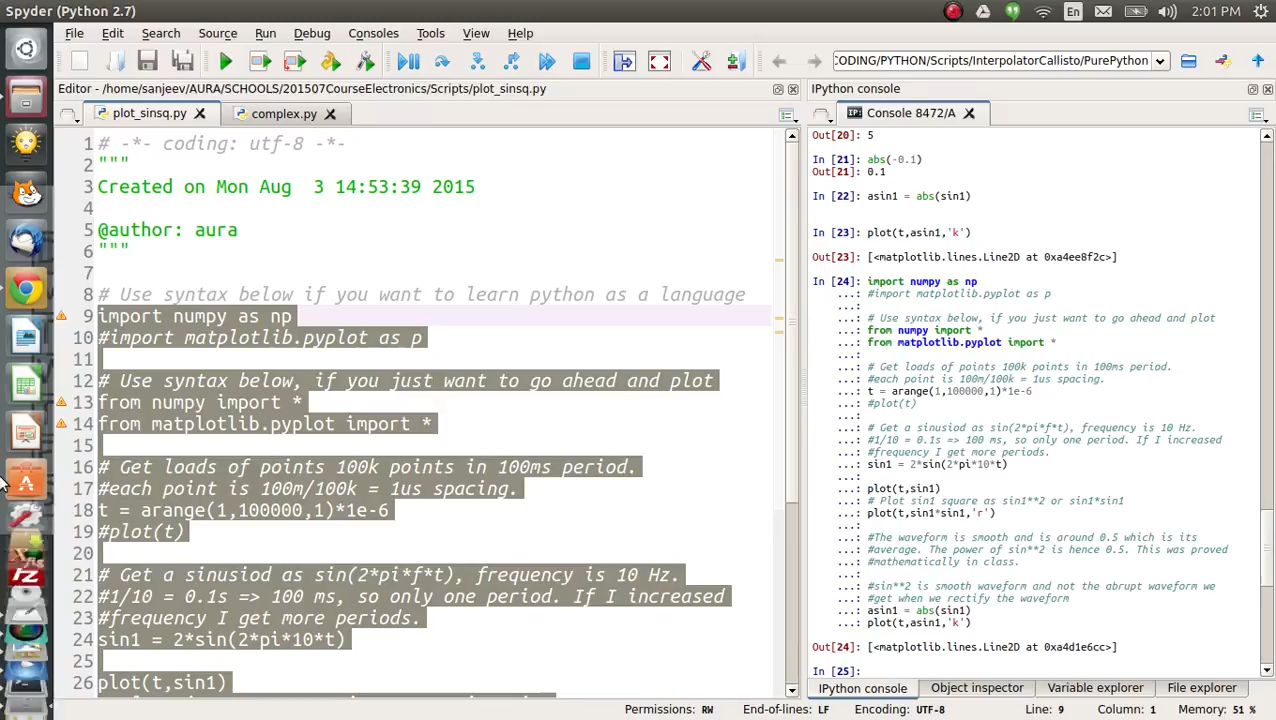 Spyder (Python 2.7)
En
2:01 PM
File Edit Search Source Run Debug Consoles Tools View Help
CODING/PYTHON/Scripts/InterpolatorCallisto/PurePython
Editor - /home/sanjeev/AURA/SCHOOLS/201507CourseElectronics/Scripts/plot_sinsq.py
IPython console
plot_sinsq.py
complex.py
Console 8472/A
1 # -*- coding: utf-8 -*-
2 """
3 Created on Mon Aug  3 14:53:39 2015
4
5 @author: aura
6 """
7
8 # Use syntax below if you want to learn python as a language
9 import numpy as np
10 #import matplotlib.pyplot as p
11
12 # Use syntax below, if you just want to go ahead and plot
13 from numpy import *
14 from matplotlib.pyplot import *
15
16 # Get loads of points 100k points in 100ms period.
17 #each point is 100m/100k = 1us spacing.
18 t = arange(1,100000,1)*1e-6
19 #plot(t)
20
21 # Get a sinusiod as sin(2*pi*f*t), frequency is 10 Hz.
22 #1/10 = 0.1s => 100 ms, so only one period. If I increased
23 #frequency I get more periods.
24 sin1 = 2*sin(2*pi*10*t)
25
26 plot(t,sin1)
Out[20]: 5
In [21]: abs(-0.1)
Out[21]: 0.1
In [22]: asin1 = abs(sin1)
In [23]: plot(t,asin1,'k')
Out[23]: [<matplotlib.lines.Line2D at 0xa4ee8f2c>]
In [24]: import numpy as np
...: #import matplotlib.pyplot as p
...:
...: # Use syntax below, if you just want to go ahead and plot
...: from numpy import *
...: from matplotlib.pyplot import *
...:
...: # Get loads of points 100k points in 100ms period.
...: #each point is 100m/100k = 1us spacing.
...: t = arange(1,100000,1)*1e-6
...: #plot(t)
...:
...: # Get a sinusiod as sin(2*pi*f*t), frequency is 10 Hz.
...: #1/10 = 0.1s => 100 ms, so only one period. If I increased
...: #frequency I get more periods.
...: sin1 = 2*sin(2*pi*10*t)
...:
...: plot(t,sin1)
...: # Plot sin1 square as sin1**2 or sin1*sin1
...: plot(t,sin1*sin1,'r')
...:
...: #The waveform is smooth and is around 0.5 which is its
...: #average. The power of sin**2 is hence 0.5. This was proved
...: #mathematically in class.
...:
...: #sin**2 is smooth waveform and not the abrupt waveform we
...: #get when we rectify the waveform
...: asin1 = abs(sin1)
...: plot(t,asin1,'k')
Out[24]: [<matplotlib.lines.Line2D at 0xa4d1e6cc>]
In [25]:
IPython console Object inspector Variable explorer File explorer
Permissions: RW End-of-lines: LF Encoding: UTF-8 Line: 9 Column: 1 Memory: 51 %